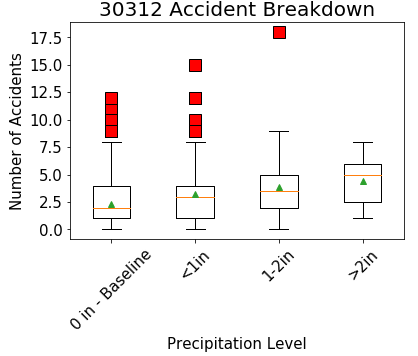 30312 Accident Breakdown
Number of Accidents
17.5
15.0
12.5
10.0
7.5
5.0
2.5
0.0
0 in - Baseline
<1in
1-2in
>2in
Precipitation Level